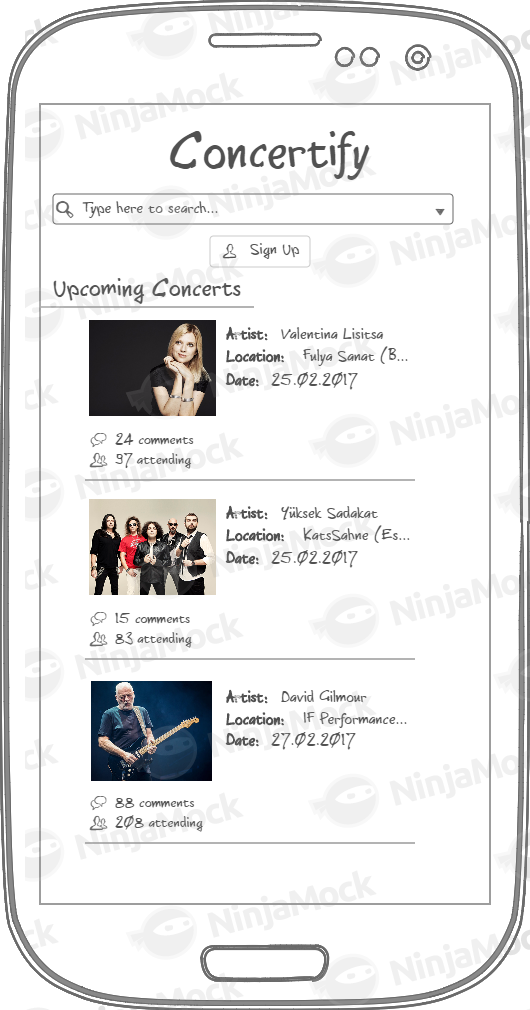 Concertify
Type here to search...
Sign Up
Upcoming Concerts
Artist: Valentina Lisitsa
Location: Fulya Sanat (B...
Date: 25.02.2017
24 comments
97 attending
Artist: Yüksek Sadakat
Location: KatsSahne (Es...
Date: 25.02.2017
15 comments
83 attending
Artist: David Gilmour
Location: IF Performance...
Date: 27.02.2017
88 comments
208 attending
NinjaMock